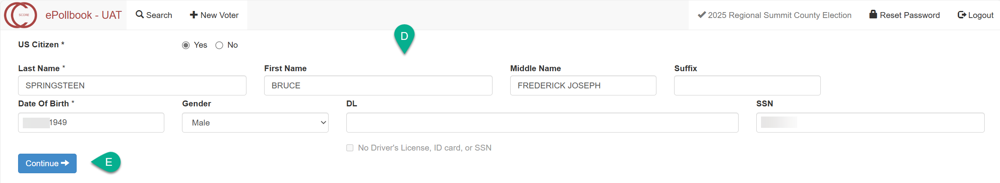 SCORE ePollbook - UAT Search New Voter 2025 Regional Summit County Election Reset Password Logout
D
US Citizen * Yes No
Last Name * First Name Middle Name Suffix
SPRINGSTEEN BRUCE FREDERICK JOSEPH
Date Of Birth * Gender DL SSN
1949 Male
No Driver's License, ID card, or SSN
Continue E